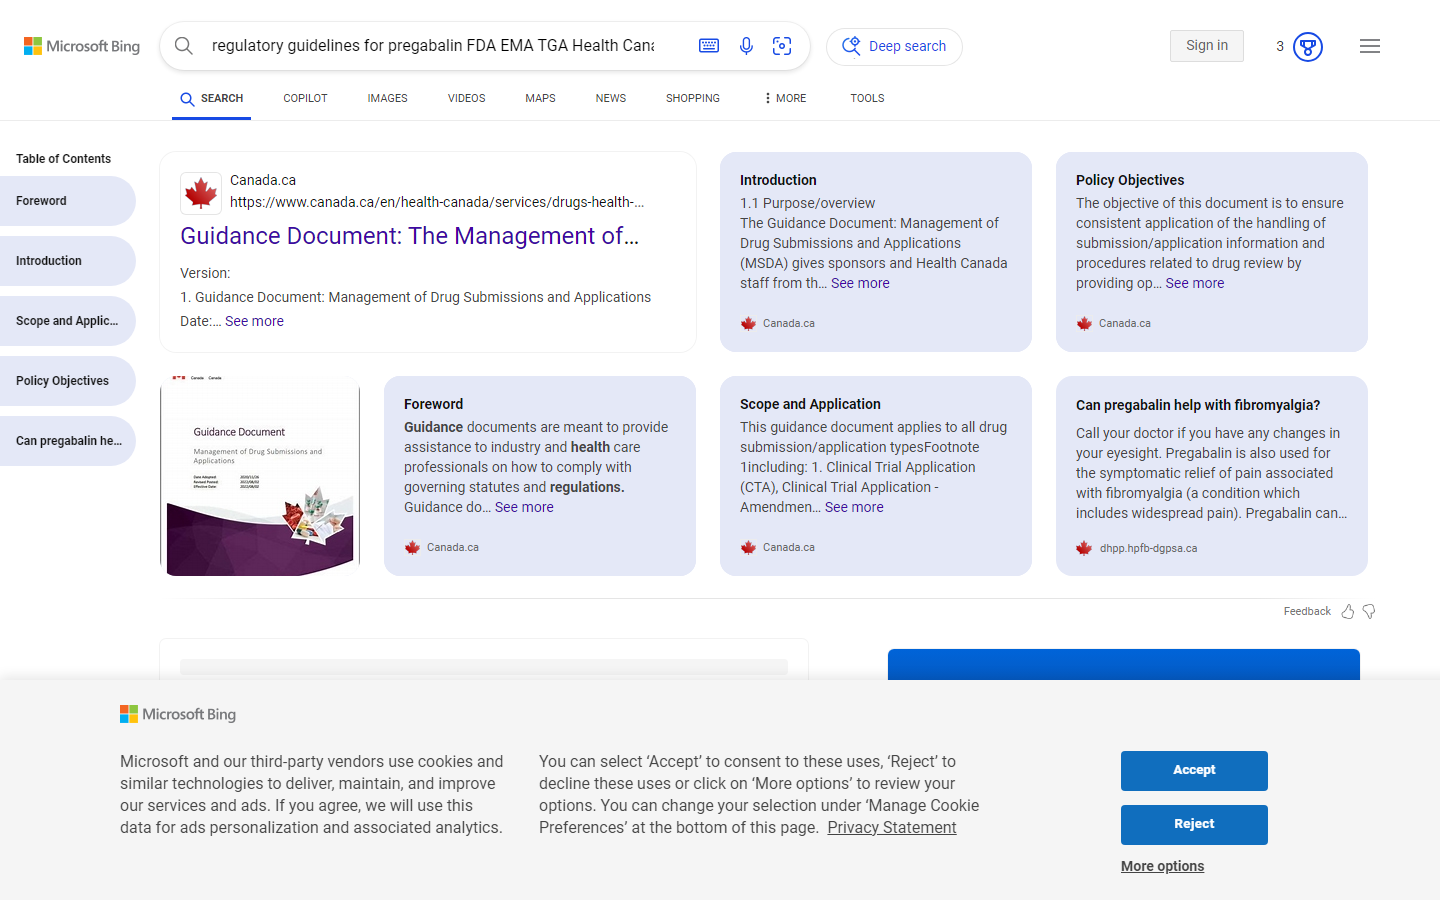 Microsoft Bing
regulatory guidelines for pregabalin FDA EMA TGA Health Cana
Deep search
Sign in
3
SEARCH
COPILOT
IMAGES
VIDEOS
MAPS
NEWS
SHOPPING
MORE
TOOLS
Table of Contents
Foreword
Introduction
Scope and Applic...
Policy Objectives
Can pregabalin he...
Canada.ca
https://www.canada.ca/en/health-canada/services/drugs-health-...
Guidance Document: The Management of...
Version:
1. Guidance Document: Management of Drug Submissions and Applications
Date:... See more
Introduction
1.1 Purpose/overview
The Guidance Document: Management of
Drug Submissions and Applications
(MSDA) gives sponsors and Health Canada
staff from th... See more
Canada.ca
Policy Objectives
The objective of this document is to ensure
consistent application of the handling of
submission/application information and
procedures related to drug review by
providing op... See more
Canada.ca
Canada Canada
Guidance Document
Management of Drug Submissions and
Applications
Foreword
Guidance documents are meant to provide
assistance to industry and health care
professionals on how to comply with
governing statutes and regulations.
Guidance do... See more
Canada.ca
Scope and Application
This guidance document applies to all drug
submission/application typesFootnote
1including: 1. Clinical Trial Application
(CTA), Clinical Trial Application -
Amendmen... See more
Canada.ca
Can pregabalin help with fibromyalgia?
Call your doctor if you have any changes in
your eyesight. Pregabalin is also used for
the symptomatic relief of pain associated
with fibromyalgia (a condition which
includes widespread pain). Pregabalin can...
dhpp.hpfb-dgpsa.ca
Feedback
Microsoft Bing
Microsoft and our third-party vendors use cookies and
similar technologies to deliver, maintain, and improve
our services and ads. If you agree, we will use this
data for ads personalization and associated analytics.
You can select ‘Accept’ to consent to these uses, ‘Reject’ to
decline these uses or click on ‘More options’ to review your
options. You can change your selection under ‘Manage Cookie
Preferences’ at the bottom of this page. Privacy Statement
Accept
Reject
More options